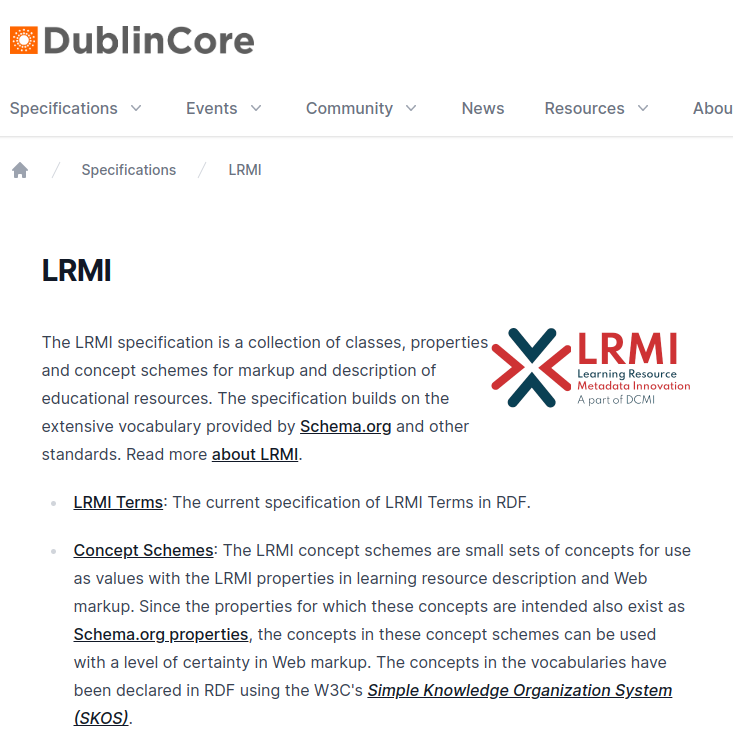 DublinCore
Specifications Events Community News Resources Abou
Specifications / LRMI
LRMI
The LRMI specification is a collection of classes, properties
and concept schemes for markup and description of
educational resources. The specification builds on the
extensive vocabulary provided by Schema.org and other
standards. Read more about LRMI.
LRMI
Learning Resource
Metadata Innovation
A part of DCMI
• LRMI Terms: The current specification of LRMI Terms in RDF.
• Concept Schemes: The LRMI concept schemes are small sets of concepts for use
as values with the LRMI properties in learning resource description and Web
markup. Since the properties for which these concepts are intended also exist as
Schema.org properties, the concepts in these concept schemes can be used
with a level of certainty in Web markup. The concepts in the vocabularies have
been declared in RDF using the W3C's Simple Knowledge Organization System
(SKOS).